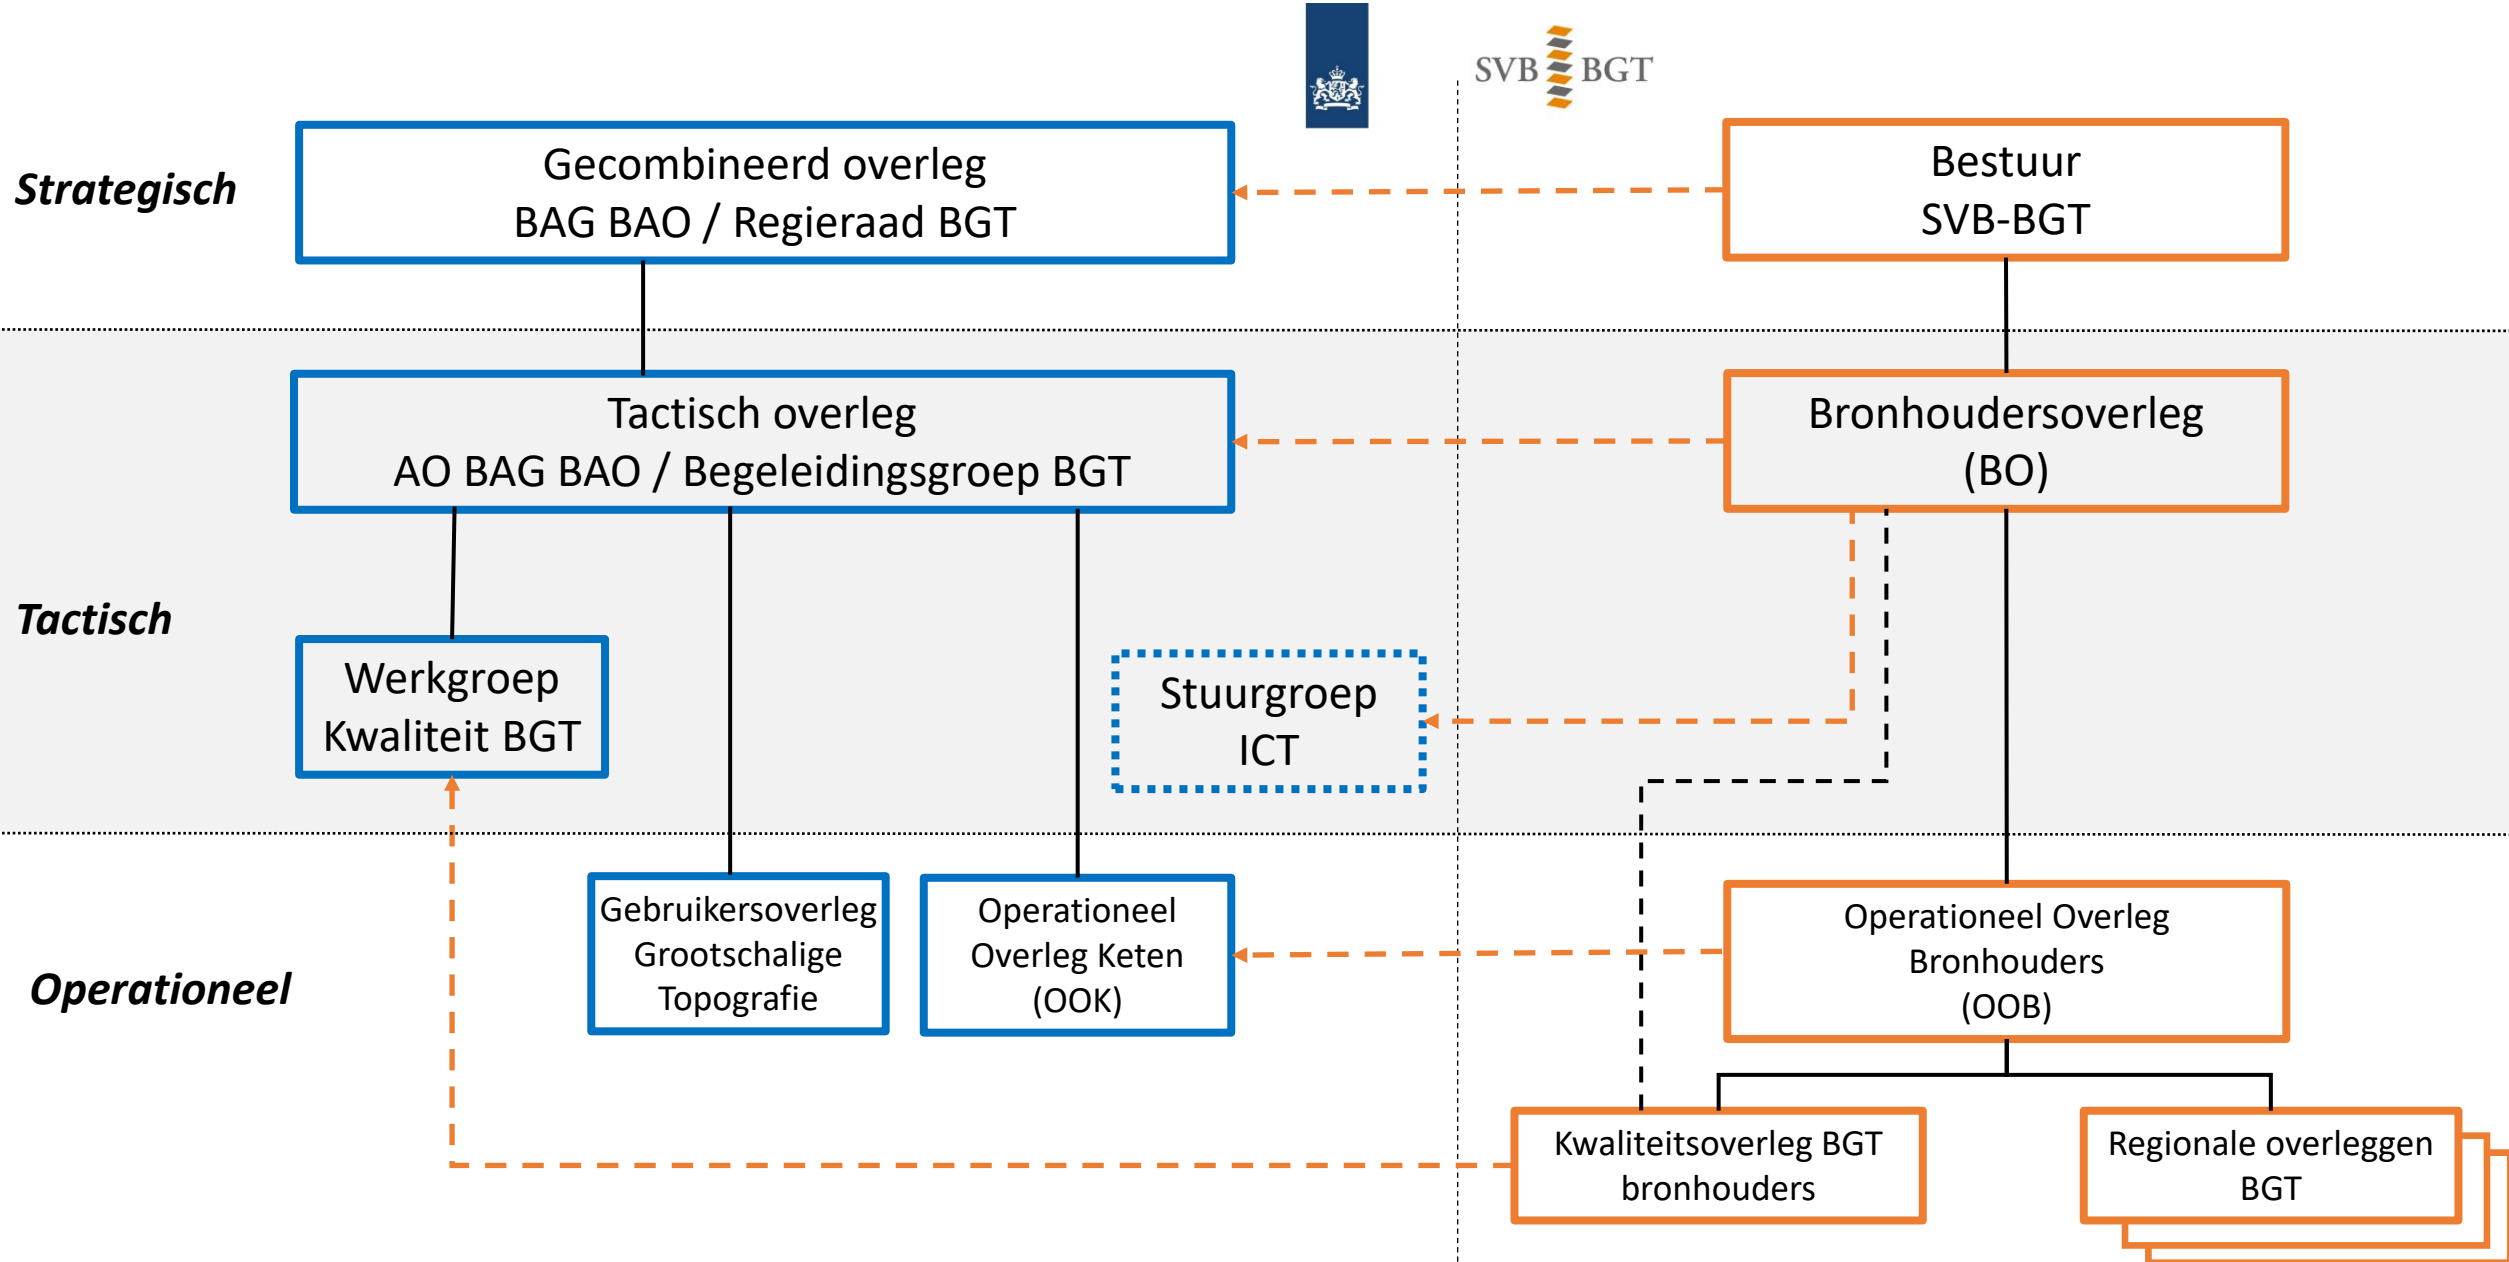 SVB BGT
Strategisch
Gecombineerd overleg
BAG BAO / Regieraad BGT
Bestuur
SVB-BGT
Tactisch
Tactisch overleg
AO BAG BAO / Begeleidingsgroep BGT
Bronhoudersoverleg
(BO)
Werkgroep
Kwaliteit BGT
Stuurgroep
ICT
Operationeel
Gebruikersoverleg
Grootschalige
Topografie
Operationeel
Overleg Keten
(OOK)
Operationeel Overleg
Bronhouders
(OOB)
Kwaliteitsoverleg BGT
bronhouders
Regionale overleggen
BGT